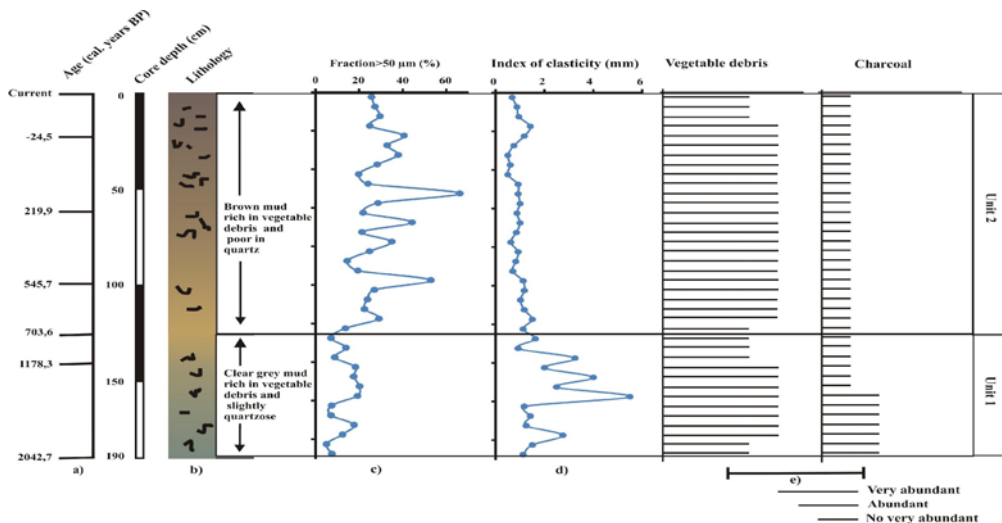 Age (cal. years BP)
Core depth (cm)
Lithology
Fraction>50 µm (%)
Index of clasticity (mm)
Vegetable debris
Charcoal
0 20 40 60
0 2 4 6
Current
-24,5
219,9
545,7
703,6
1178,3
2042,7
0
50
100
150
190
Brown mud
rich in vegetable
debris and
poor in
quartz
Clear grey mud
rich in vegetable
debris and
slightly
quartzose
Unit 2
Unit 1
a)
b)
c)
d)
e)
Very abundant
Abundant
No very abundant